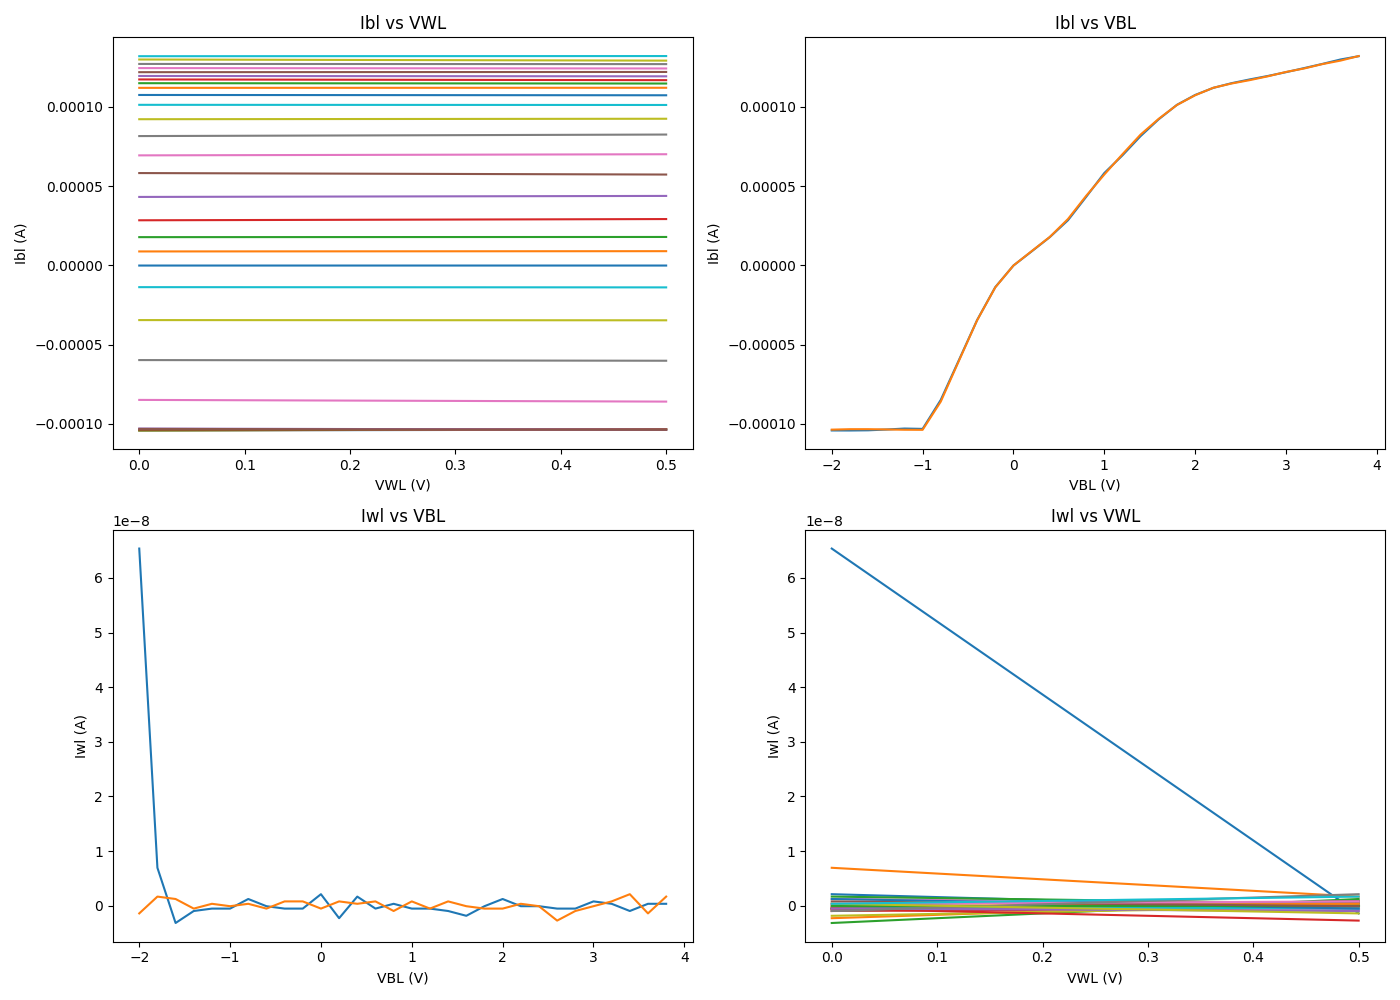 Ibl vs VWL
Ibl (A)
0.00010
0.00005
0.00000
−0.00005
−0.00010
0.0 0.1 0.2 0.3 0.4 0.5
VWL (V)
Ibl vs VBL
Ibl (A)
0.00010
0.00005
0.00000
−0.00005
−0.00010
−2 −1 0 1 2 3 4
VBL (V)
Iwl vs VBL
1e−8
Iwl (A)
6
5
4
3
2
1
0
−2 −1 0 1 2 3 4
VBL (V)
Iwl vs VWL
1e−8
Iwl (A)
6
5
4
3
2
1
0
0.0 0.1 0.2 0.3 0.4 0.5
VWL (V)